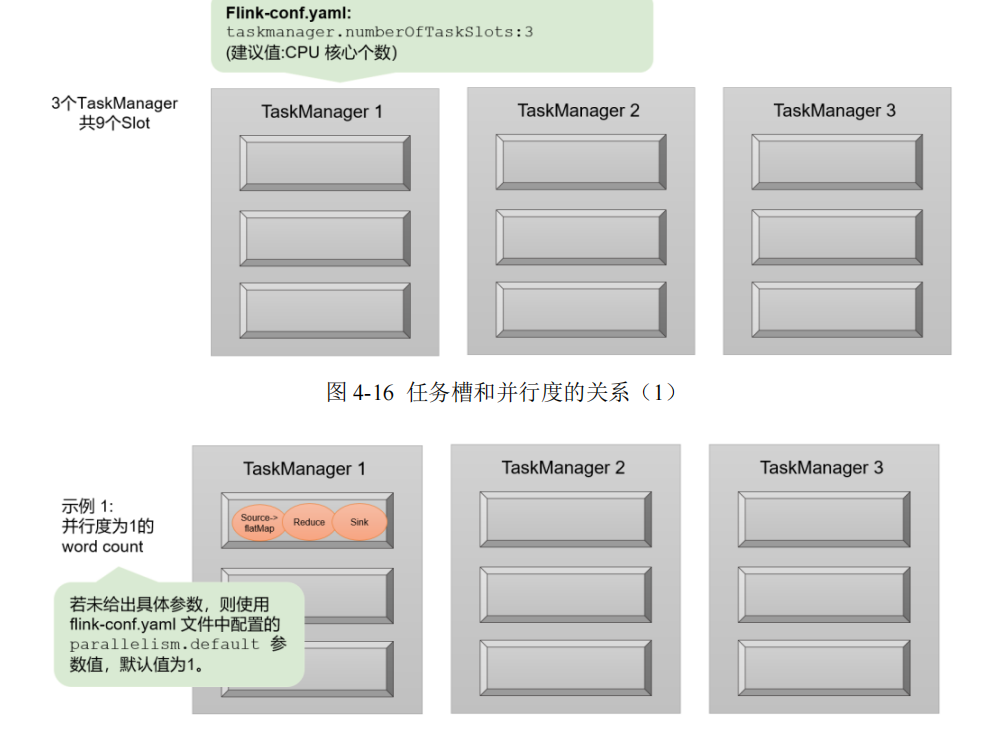 Flink-conf.yaml:
taskmanager.numberOfTaskSlots:3
(建议值:CPU 核心个数)
3个TaskManager
共9个Slot
TaskManager 1
TaskManager 2
TaskManager 3
图 4-16 任务槽和并行度的关系（1）
TaskManager 1
TaskManager 2
TaskManager 3
示例 1:
并行度为1的
word count
Source->
flatMap
Reduce
Sink
若未给出具体参数，则使用
flink-conf.yaml 文件中配置的
parallelism.default 参
数值，默认值为1。